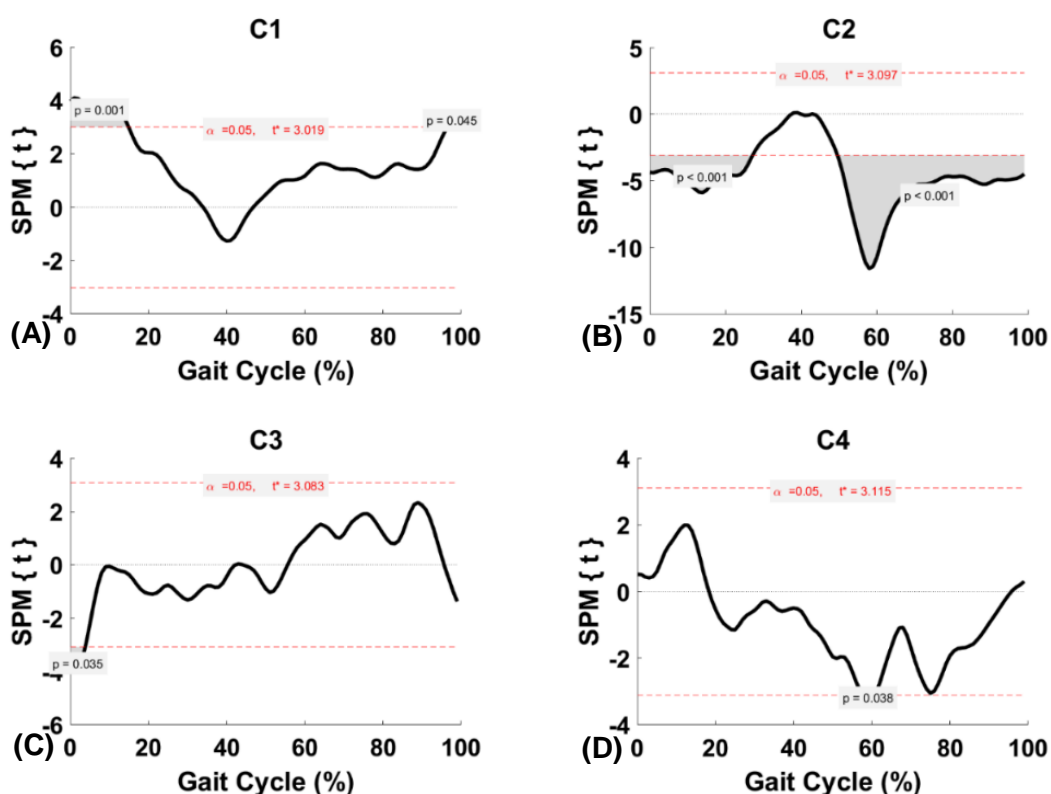 C1
6
4
2
0
-2
-4
SPM { t }
p = 0.001
α =0.05, t* = 3.019
p = 0.045
0 20 40 60 80 100
Gait Cycle (%)
(A)
C2
5
0
-5
-10
-15
SPM { t }
α =0.05, t* = 3.097
p < 0.001
p < 0.001
0 20 40 60 80 100
Gait Cycle (%)
(B)
C3
4
2
0
-2
-4
-6
SPM { t }
α =0.05, t* = 3.083
p = 0.035
0 20 40 60 80 100
Gait Cycle (%)
(C)
C4
4
2
0
-2
-4
SPM { t }
α =0.05, t* = 3.115
p = 0.038
0 20 40 60 80 100
Gait Cycle (%)
(D)